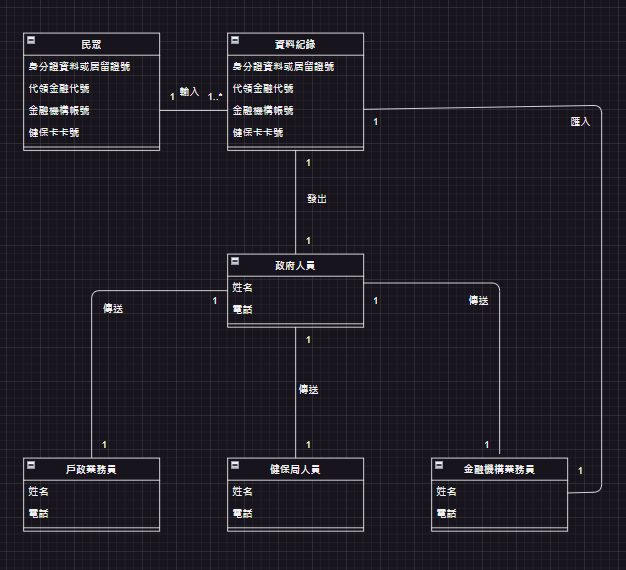 民眾
身分證資料或居留證號
代領金融代號
金融機構帳號
健保卡卡號
1 輸入 1..*
資料紀錄
身分證資料或居留證號
代領金融代號
金融機構帳號
健保卡卡號
1
匯入
1
發出
1
政府人員
姓名
電話
1
傳送
1
傳送
1
傳送
1
1
1
1
戶政業務員
姓名
電話
健保局人員
姓名
電話
金融機構業務員
姓名
電話
1